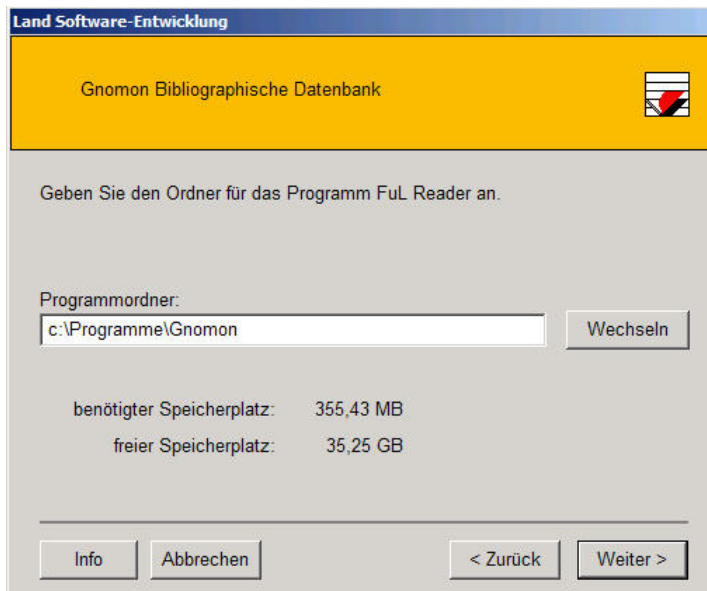 Land Software-Entwicklung
Gnomon Bibliographische Datenbank
Geben Sie den Ordner für das Programm FuL Reader an.
Programmordner:
c:\Programme\Gnomon
Wechseln
benötigter Speicherplatz: 355,43 MB
freier Speicherplatz: 35,25 GB
Info Abbrechen < Zurück Weiter >